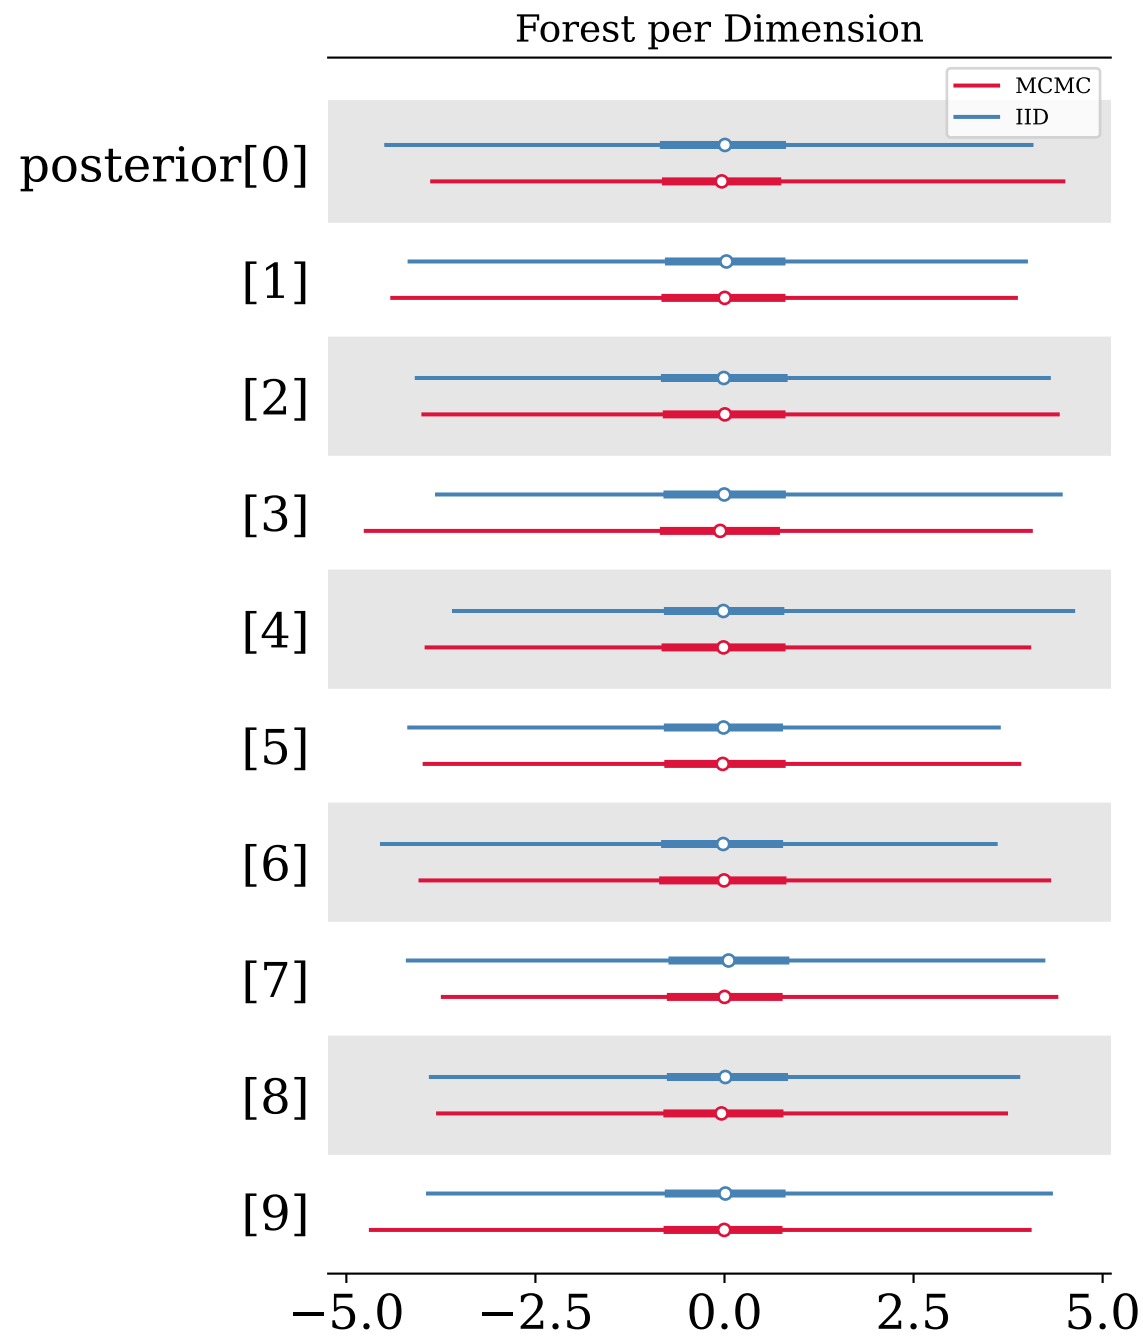 Forest per Dimension
MCMC
IID
posterior[0]
[1]
[2]
[3]
[4]
[5]
[6]
[7]
[8]
[9]
−5.0 −2.5 0.0 2.5 5.0